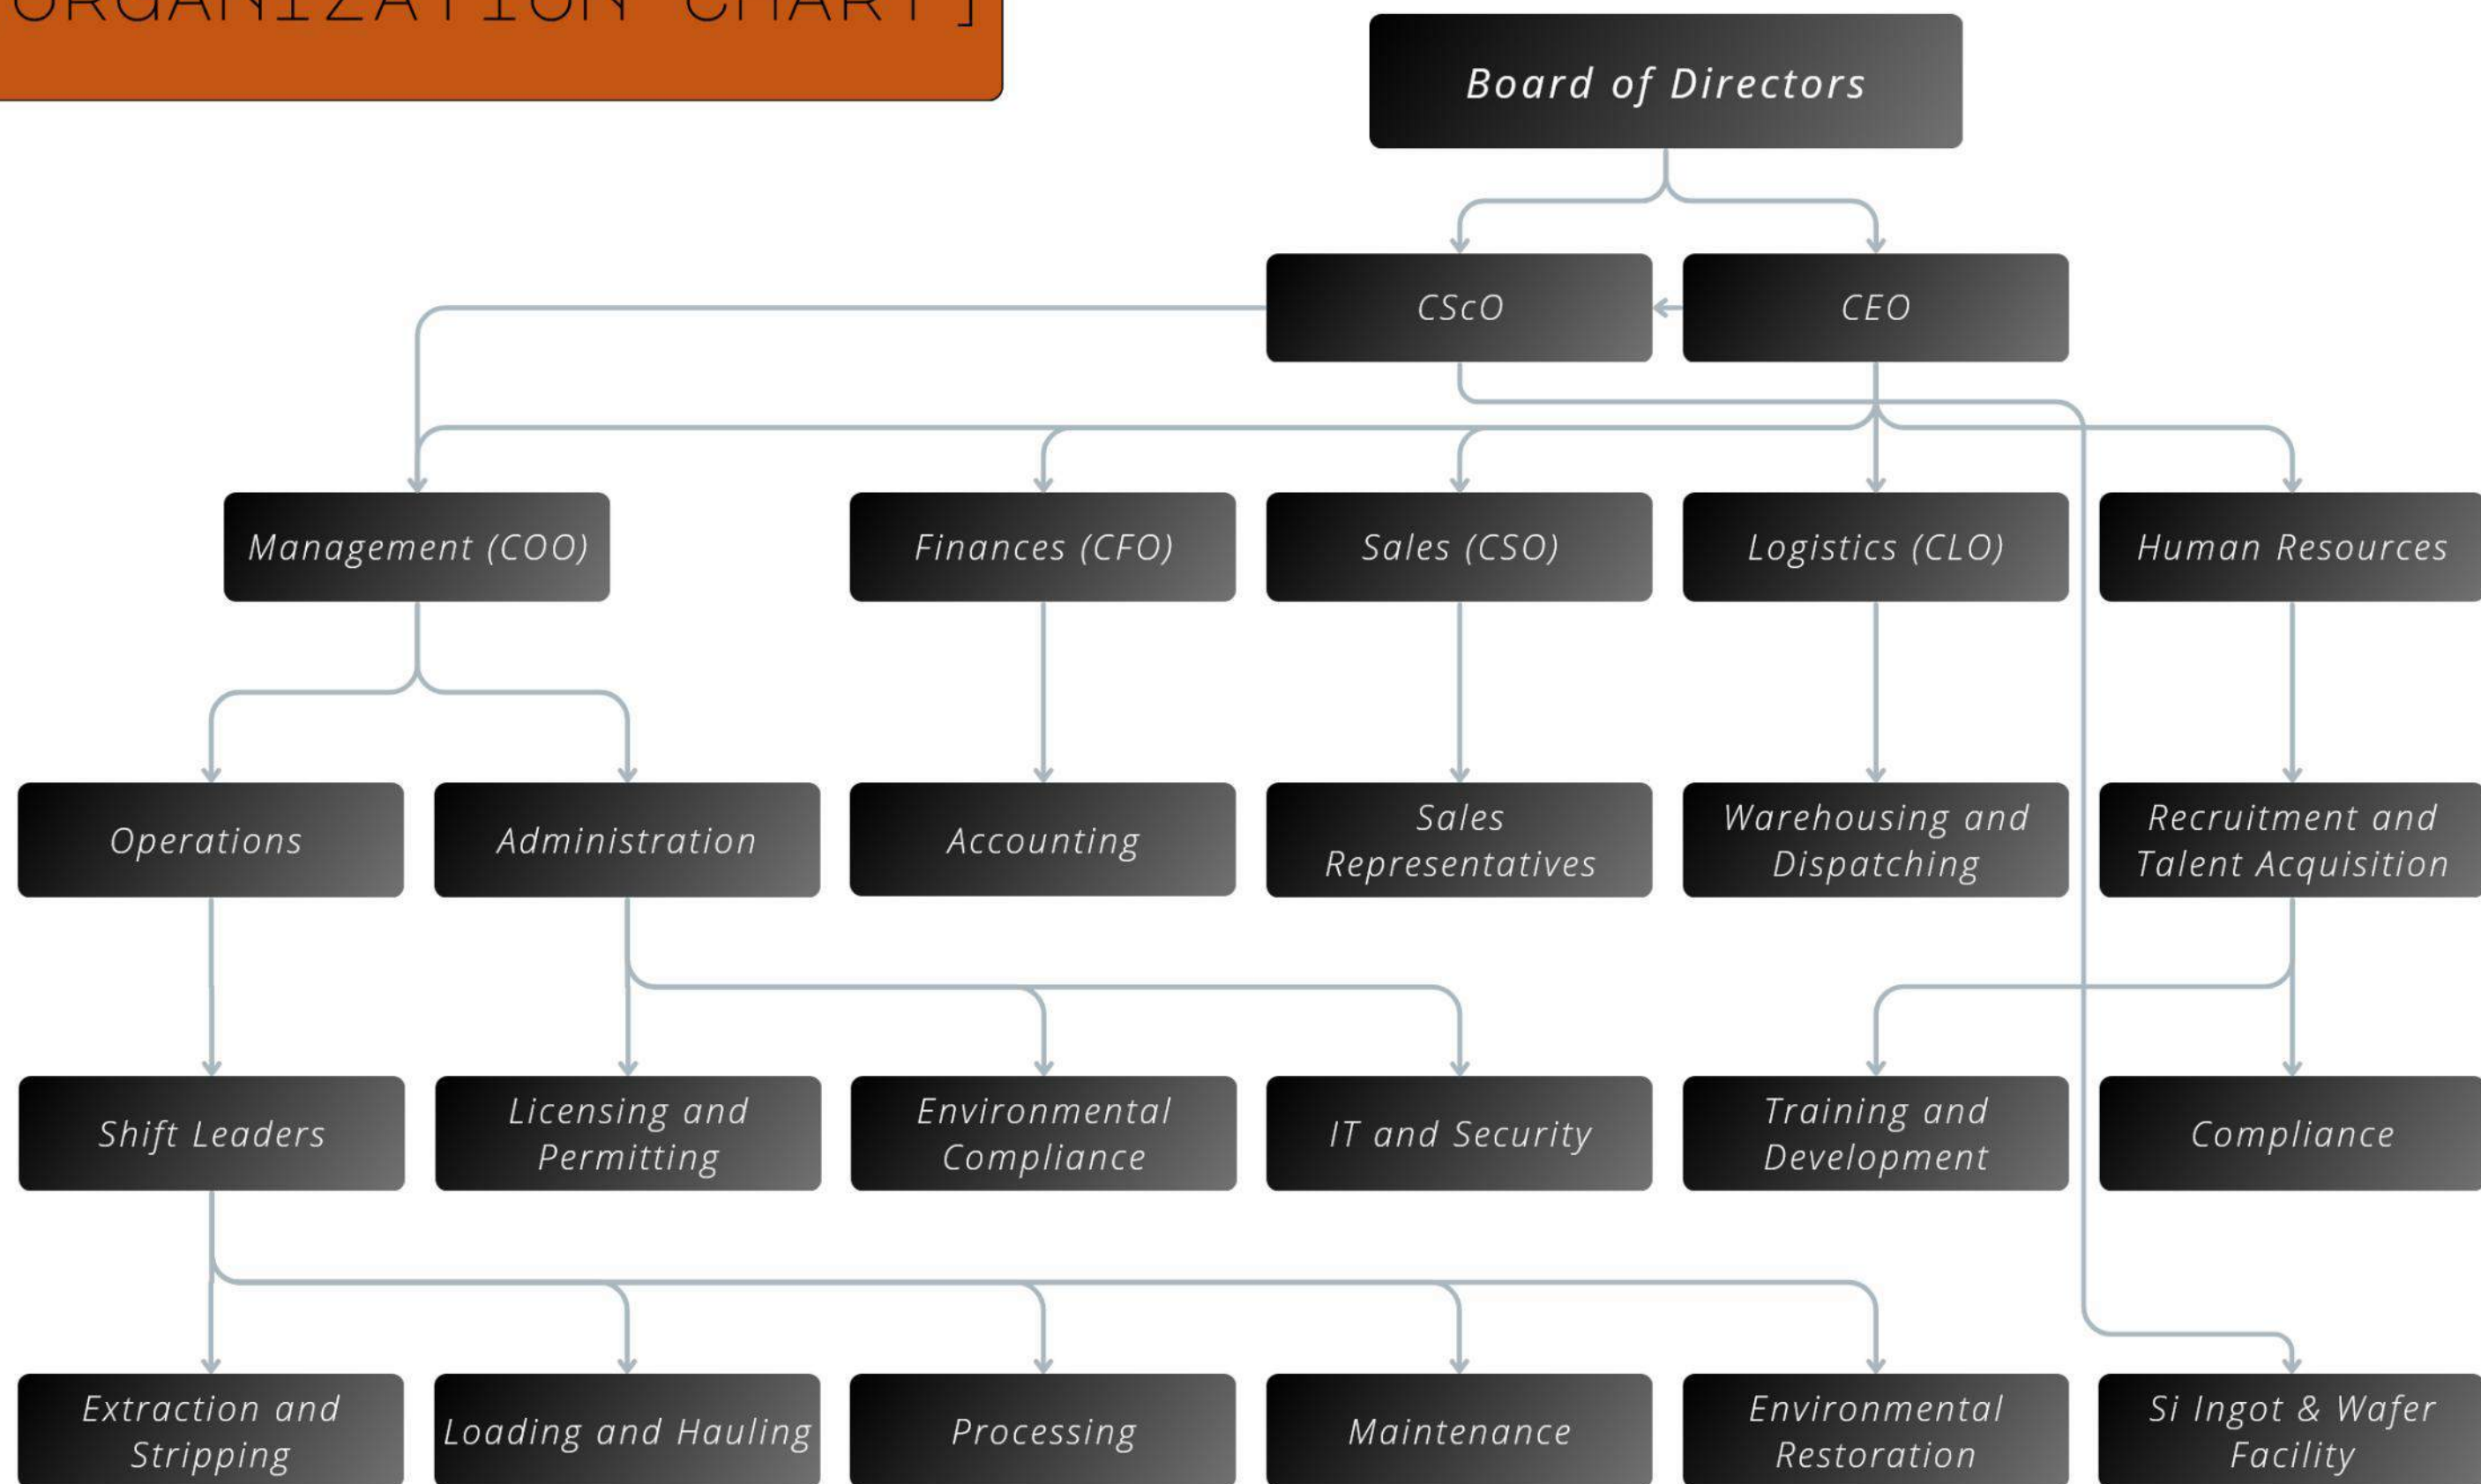 ORGANIZATION CHART]
Board of Directors
CScO
CEO
Management (COO)
Finances (CFO)
Sales (CSO)
Logistics (CLO)
Human Resources
Operations
Administration
Accounting
Sales
Representatives
Warehousing and
Dispatching
Recruitment and
Talent Acquisition
Shift Leaders
Licensing and
Permitting
Environmental
Compliance
IT and Security
Training and
Development
Compliance
Extraction and
Stripping
Loading and Hauling
Processing
Maintenance
Environmental
Restoration
Si Ingot & Wafer
Facility